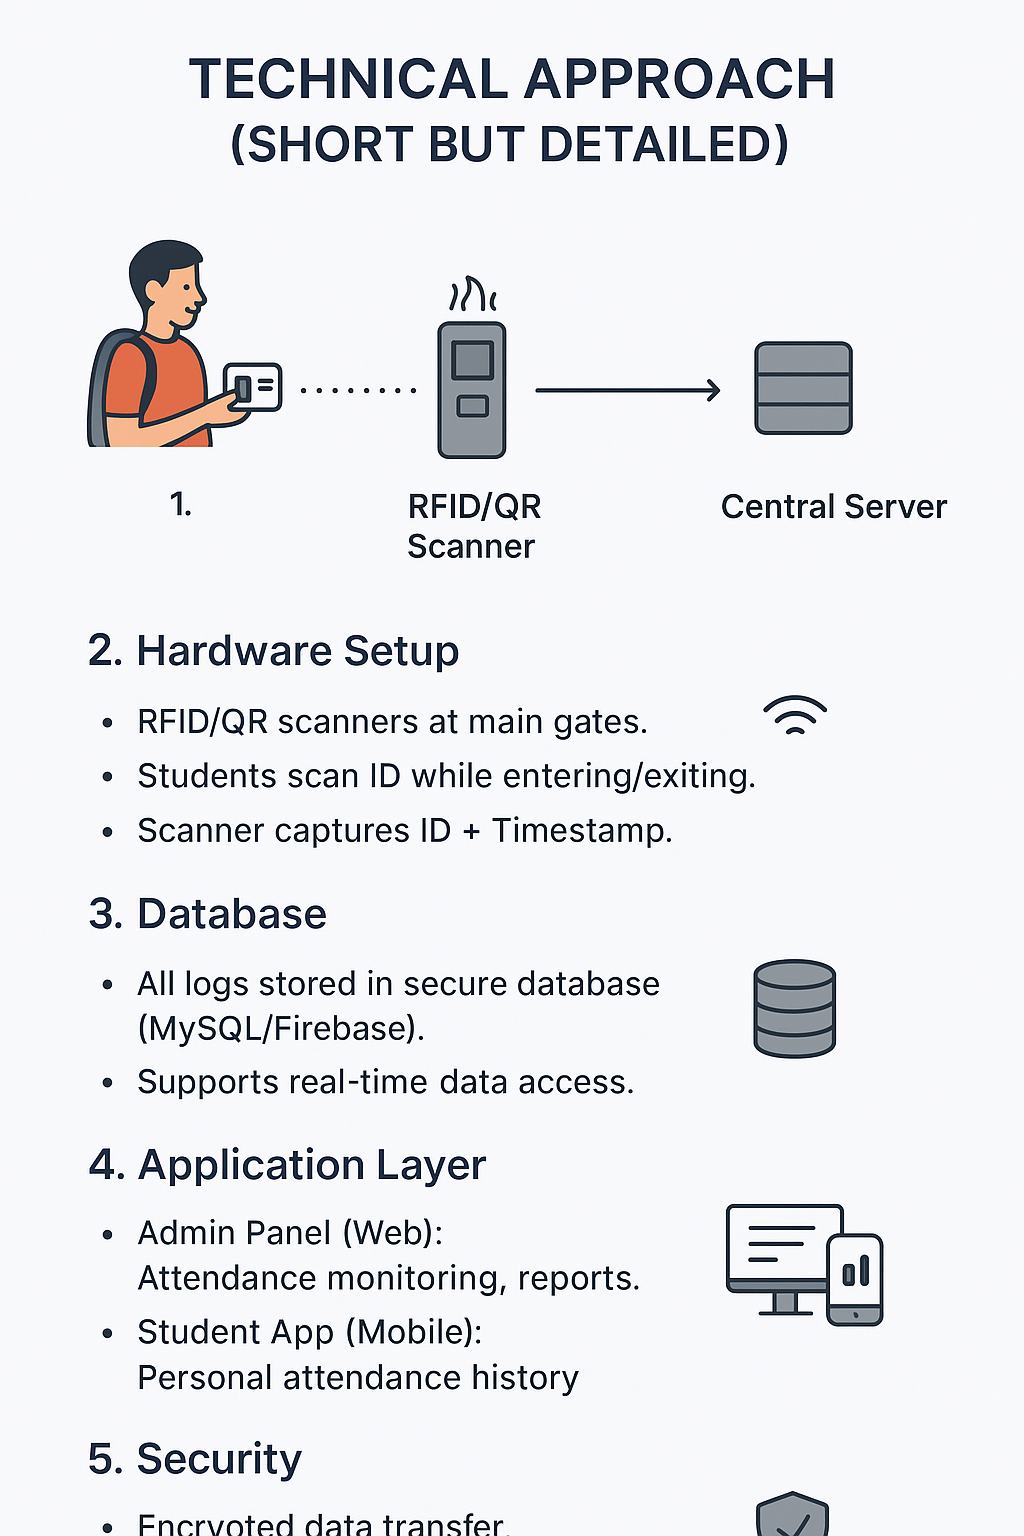 TECHNICAL APPROACH
(SHORT BUT DETAILED)
1.
RFID/QR
Scanner
Central Server
2. Hardware Setup
• RFID/QR scanners at main gates.
• Students scan ID while entering/exiting.
• Scanner captures ID + Timestamp.
3. Database
• All logs stored in secure database
(MySQL/Firebase).
• Supports real-time data access.
4. Application Layer
• Admin Panel (Web):
Attendance monitoring, reports.
• Student App (Mobile):
Personal attendance history
5. Security
• Encryoted data transfer.